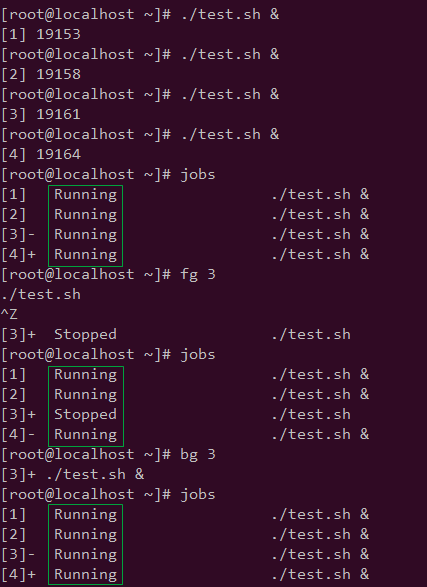 [root@localhost ~]# ./test.sh &
[1] 19153
[root@localhost ~]# ./test.sh &
[2] 19158
[root@localhost ~]# ./test.sh &
[3] 19161
[root@localhost ~]# ./test.sh &
[4] 19164
[root@localhost ~]# jobs
[1]   Running                 ./test.sh &
[2]   Running                 ./test.sh &
[3]-  Running                 ./test.sh &
[4]+  Running                 ./test.sh &
[root@localhost ~]# fg 3
./test.sh
^Z
[3]+  Stopped                 ./test.sh
[root@localhost ~]# jobs
[1]   Running                 ./test.sh &
[2]   Running                 ./test.sh &
[3]+  Stopped                 ./test.sh
[4]-  Running                 ./test.sh &
[root@localhost ~]# bg 3
[3]+ ./test.sh &
[root@localhost ~]# jobs
[1]   Running                 ./test.sh &
[2]   Running                 ./test.sh &
[3]-  Running                 ./test.sh &
[4]+  Running                 ./test.sh &